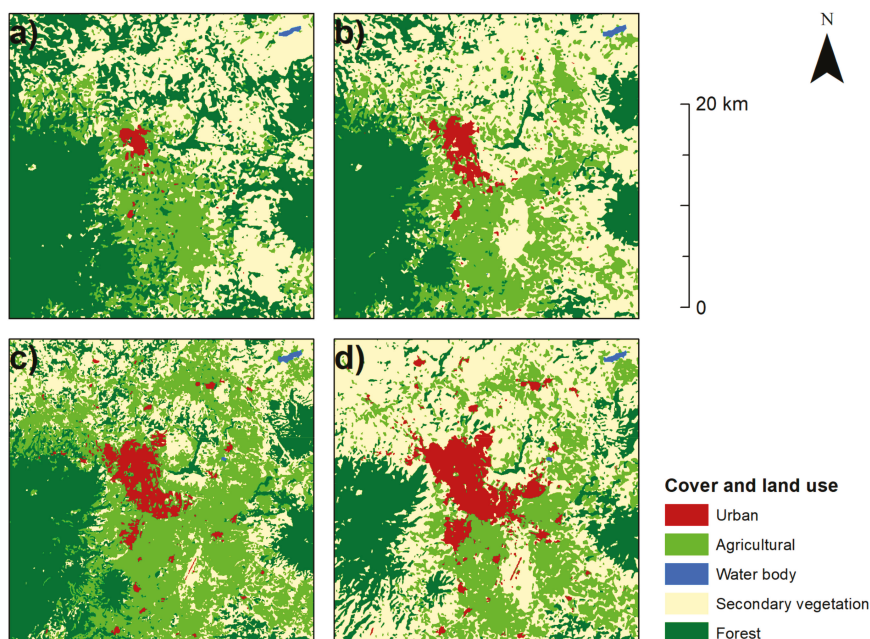 a)
b)
N
20 km
0
c)
d)
Cover and land use
Urban
Agricultural
Water body
Secondary vegetation
Forest